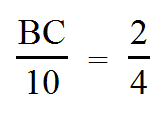 BC/10 = 2/4